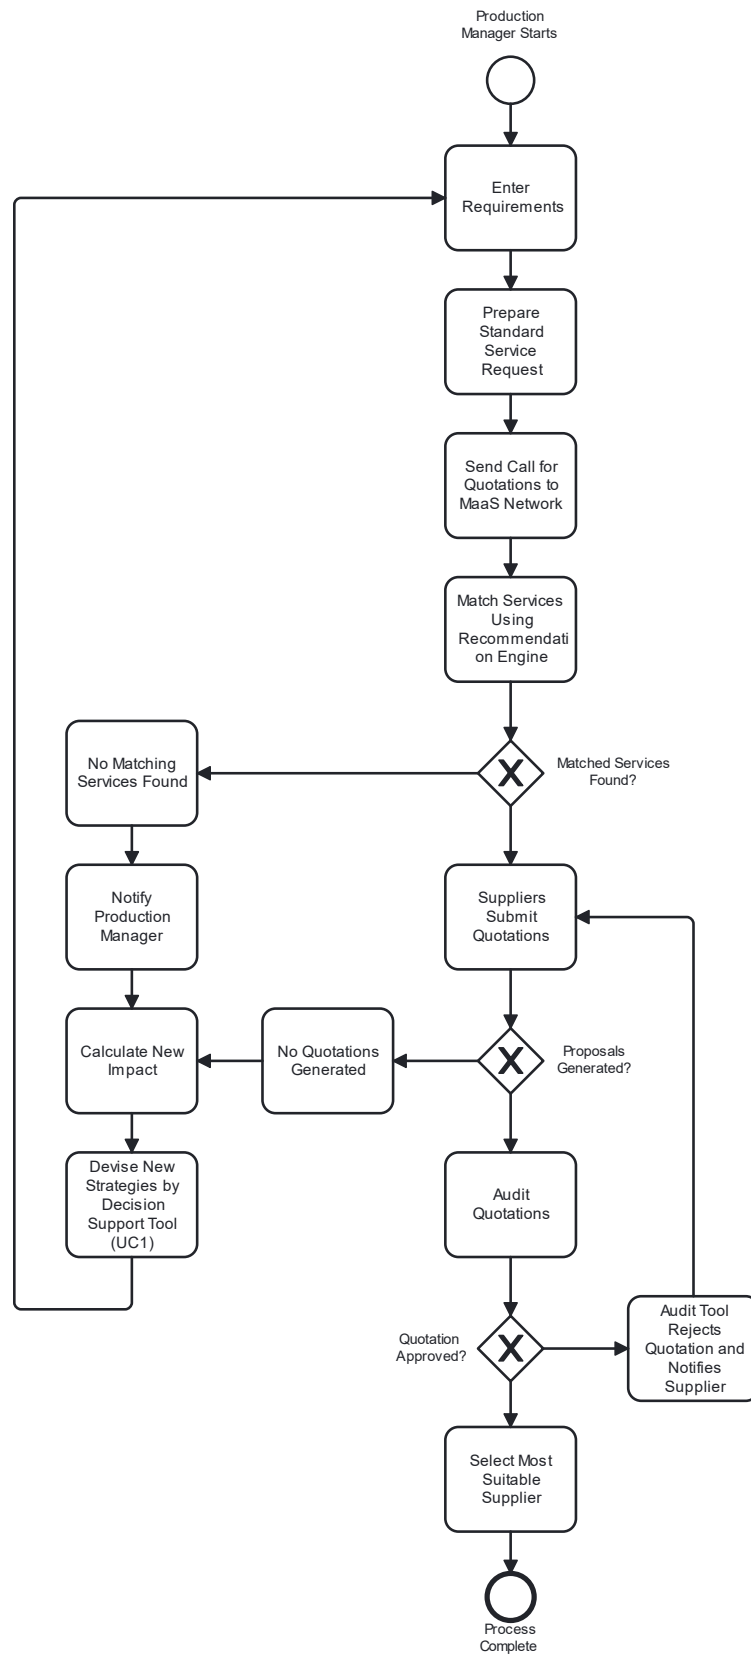 Production
Manager Starts
Enter
Requirements
Prepare
Standard
Service
Request
Send Call for
Quotations to
MaaS Network
Match Services
Using
Recommendati
on Engine
No Matching
Services Found
X
Matched Services
Found?
Notify
Production
Manager
Suppliers
Submit
Quotations
Calculate New
Impact
No Quotations
Generated
X
Proposals
Generated?
Devise New
Strategies by
Decision
Support Tool
(UC1)
Audit
Quotations
Quotation
Approved?
X
Audit Tool
Rejects
Quotation and
Notifies
Supplier
Select Most
Suitable
Supplier
Process
Complete